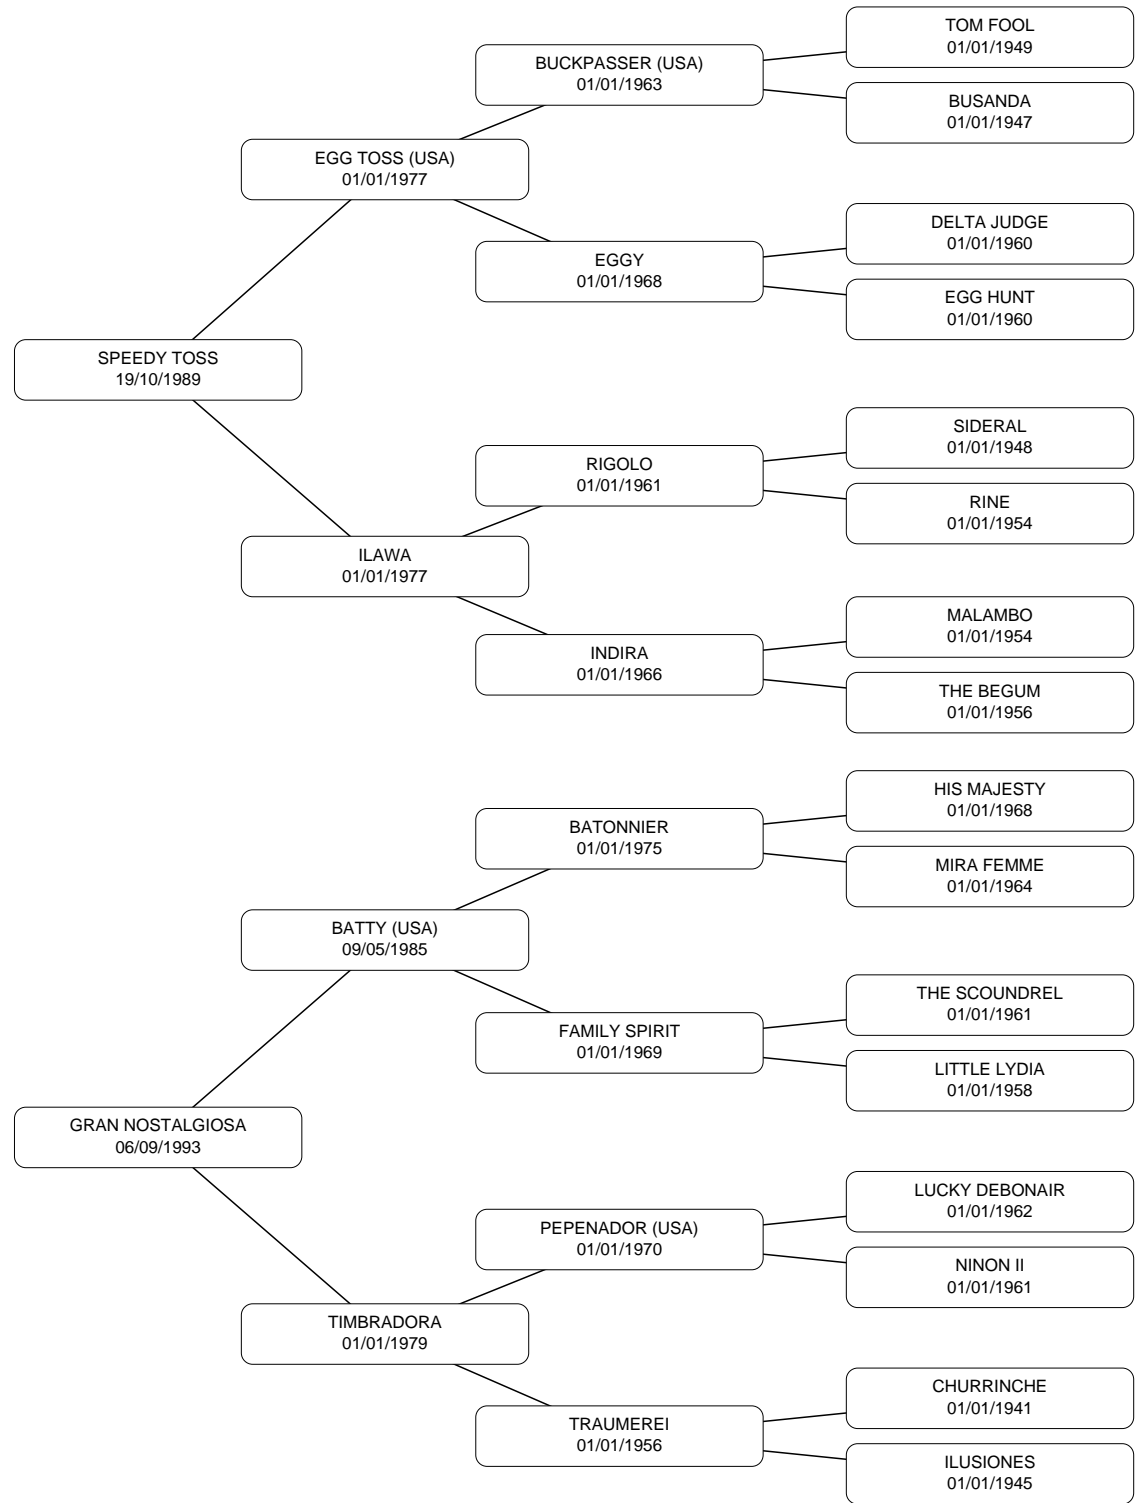 TOM FOOL
01/01/1949
BUCKPASSER (USA)
01/01/1963
BUSANDA
01/01/1947
EGG TOSS (USA)
01/01/1977
DELTA JUDGE
01/01/1960
EGGY
01/01/1968
EGG HUNT
01/01/1960
SPEEDY TOSS
19/10/1989
SIDERAL
01/01/1948
RIGOLO
01/01/1961
RINE
01/01/1954
ILAWA
01/01/1977
MALAMBO
01/01/1954
INDIRA
01/01/1966
THE BEGUM
01/01/1956
HIS MAJESTY
01/01/1968
BATONNIER
01/01/1975
MIRA FEMME
01/01/1964
BATTY (USA)
09/05/1985
THE SCOUNDREL
01/01/1961
FAMILY SPIRIT
01/01/1969
LITTLE LYDIA
01/01/1958
GRAN NOSTALGIOSA
06/09/1993
LUCKY DEBONAIR
01/01/1962
PEPENADOR (USA)
01/01/1970
NINON II
01/01/1961
TIMBRADORA
01/01/1979
CHURRINCHE
01/01/1941
TRAUMEREI
01/01/1956
ILUSIONES
01/01/1945